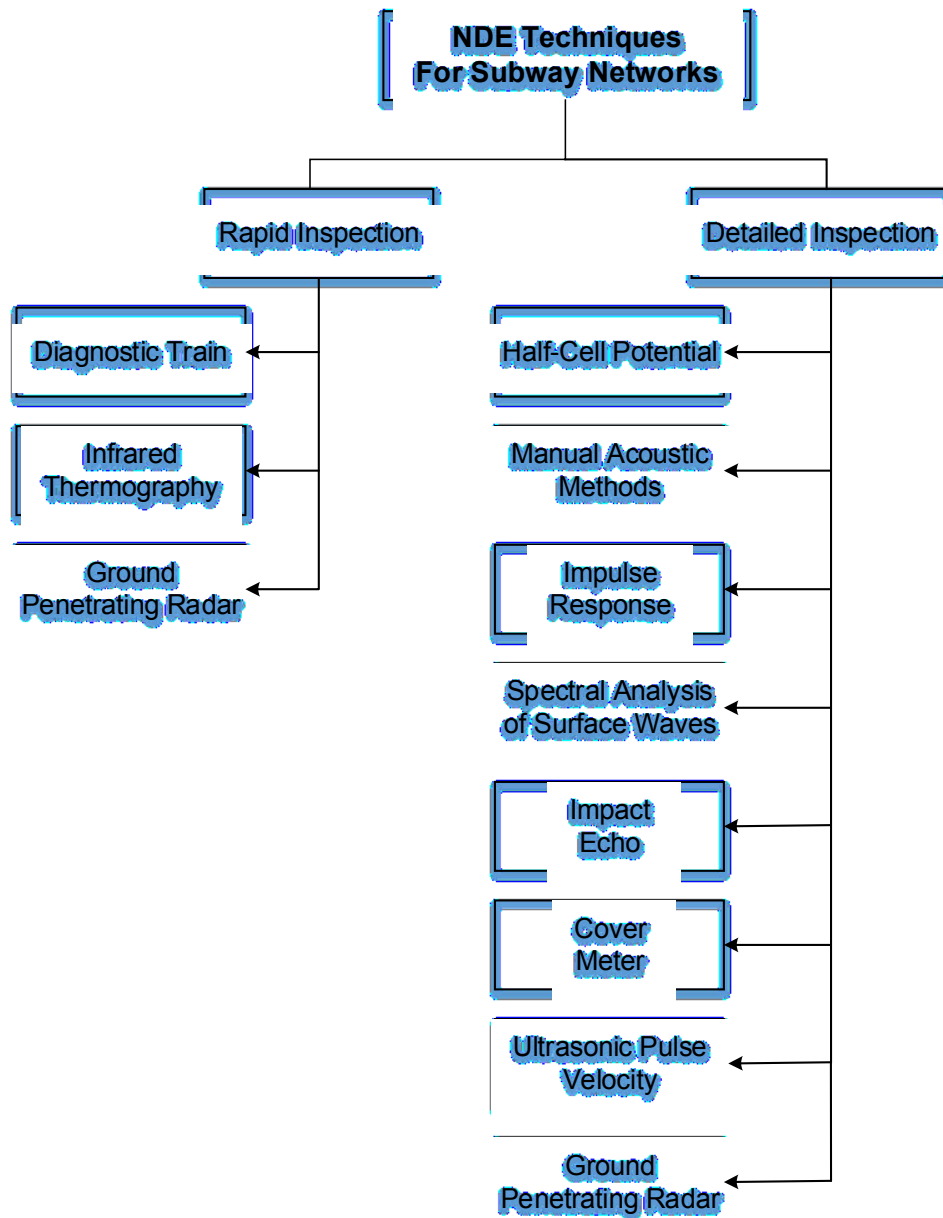 NDE Techniques
For Subway Networks
Rapid Inspection
Detailed Inspection
Diagnostic Train
Infrared
Thermography
Ground
Penetrating Radar
Half-Cell Potential
Manual Acoustic
Methods
Impulse
Response
Spectral Analysis
of Surface Waves
Impact
Echo
Cover
Meter
Ultrasonic Pulse
Velocity
Ground
Penetrating Radar